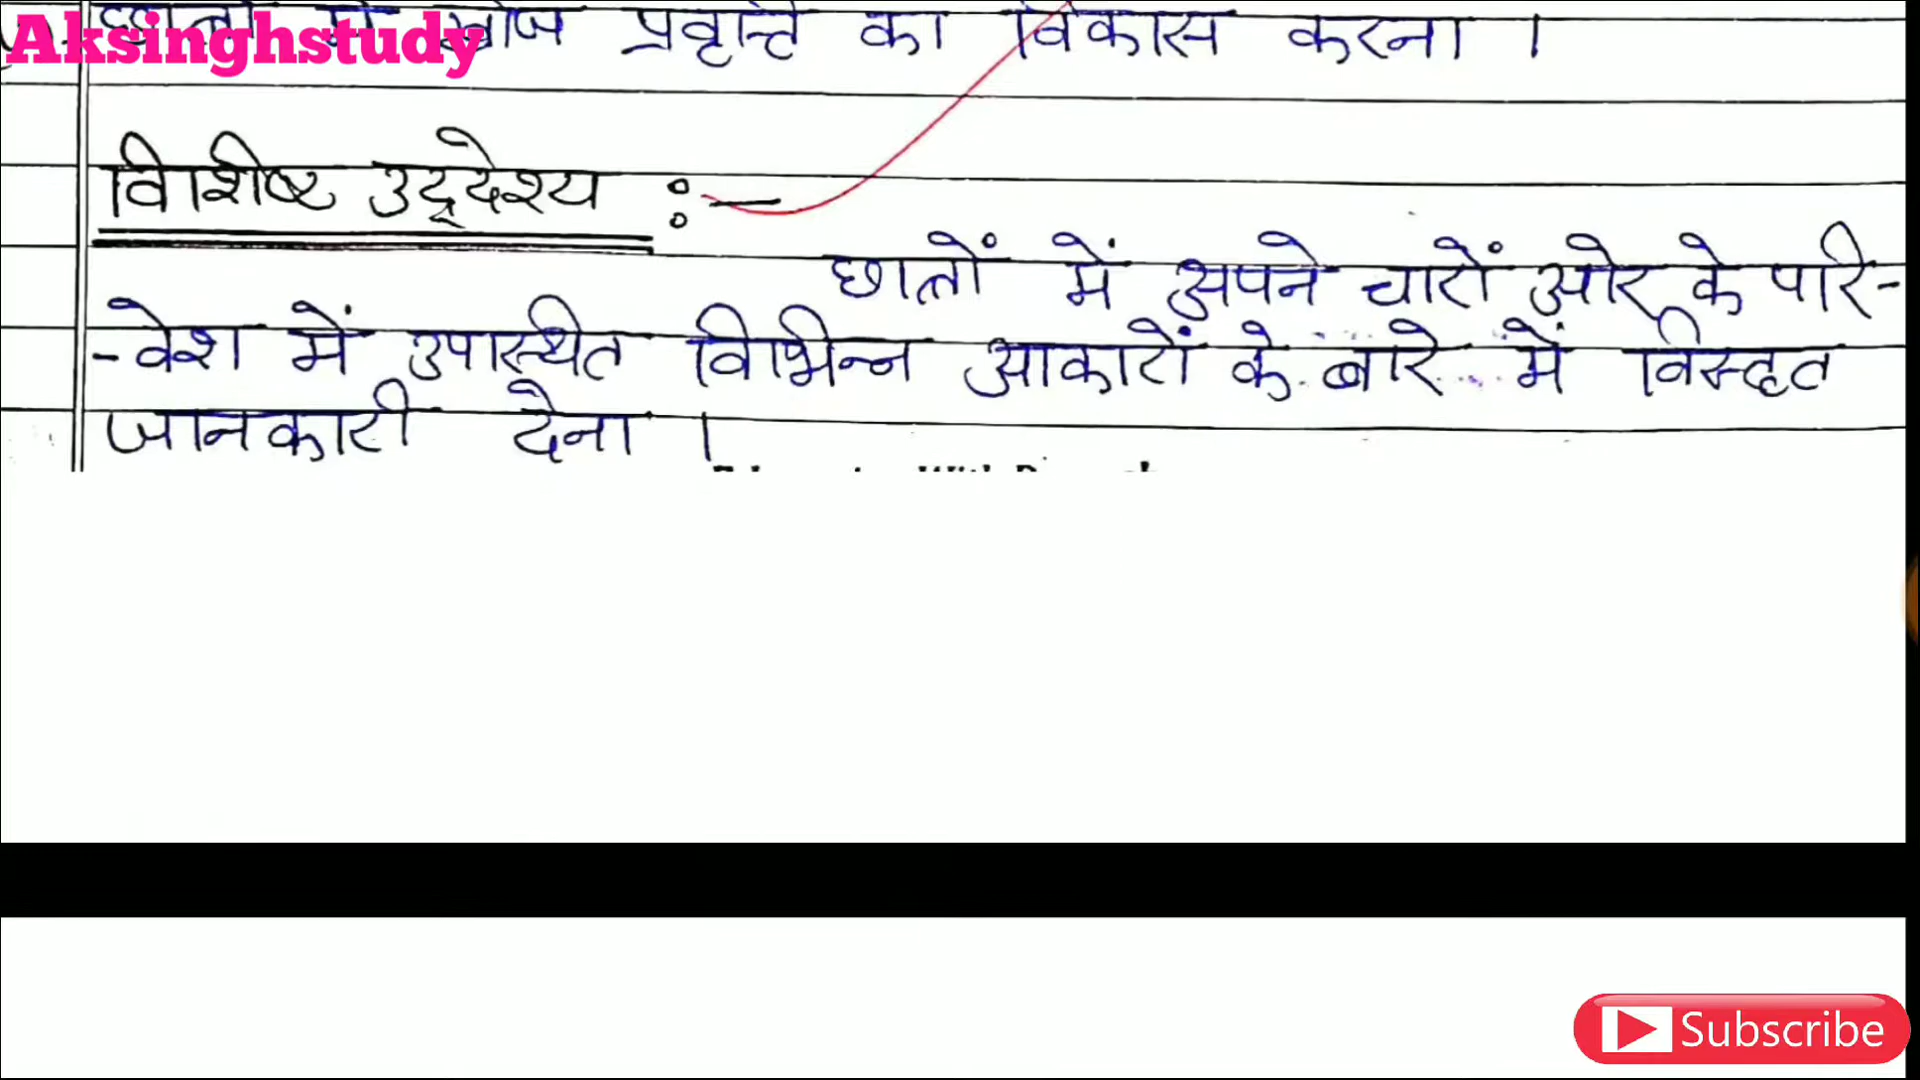 Aksinghstudy
खोज प्रवृत्ति का विकास करना ।
विशिष्ट उद्देश्य :-
छात्रों में अपने चारों ओर के परि-
-वेश में उपस्थित विभिन्न आकारों के बारे में विस्तृत
जानकारी देना ।
Subscribe